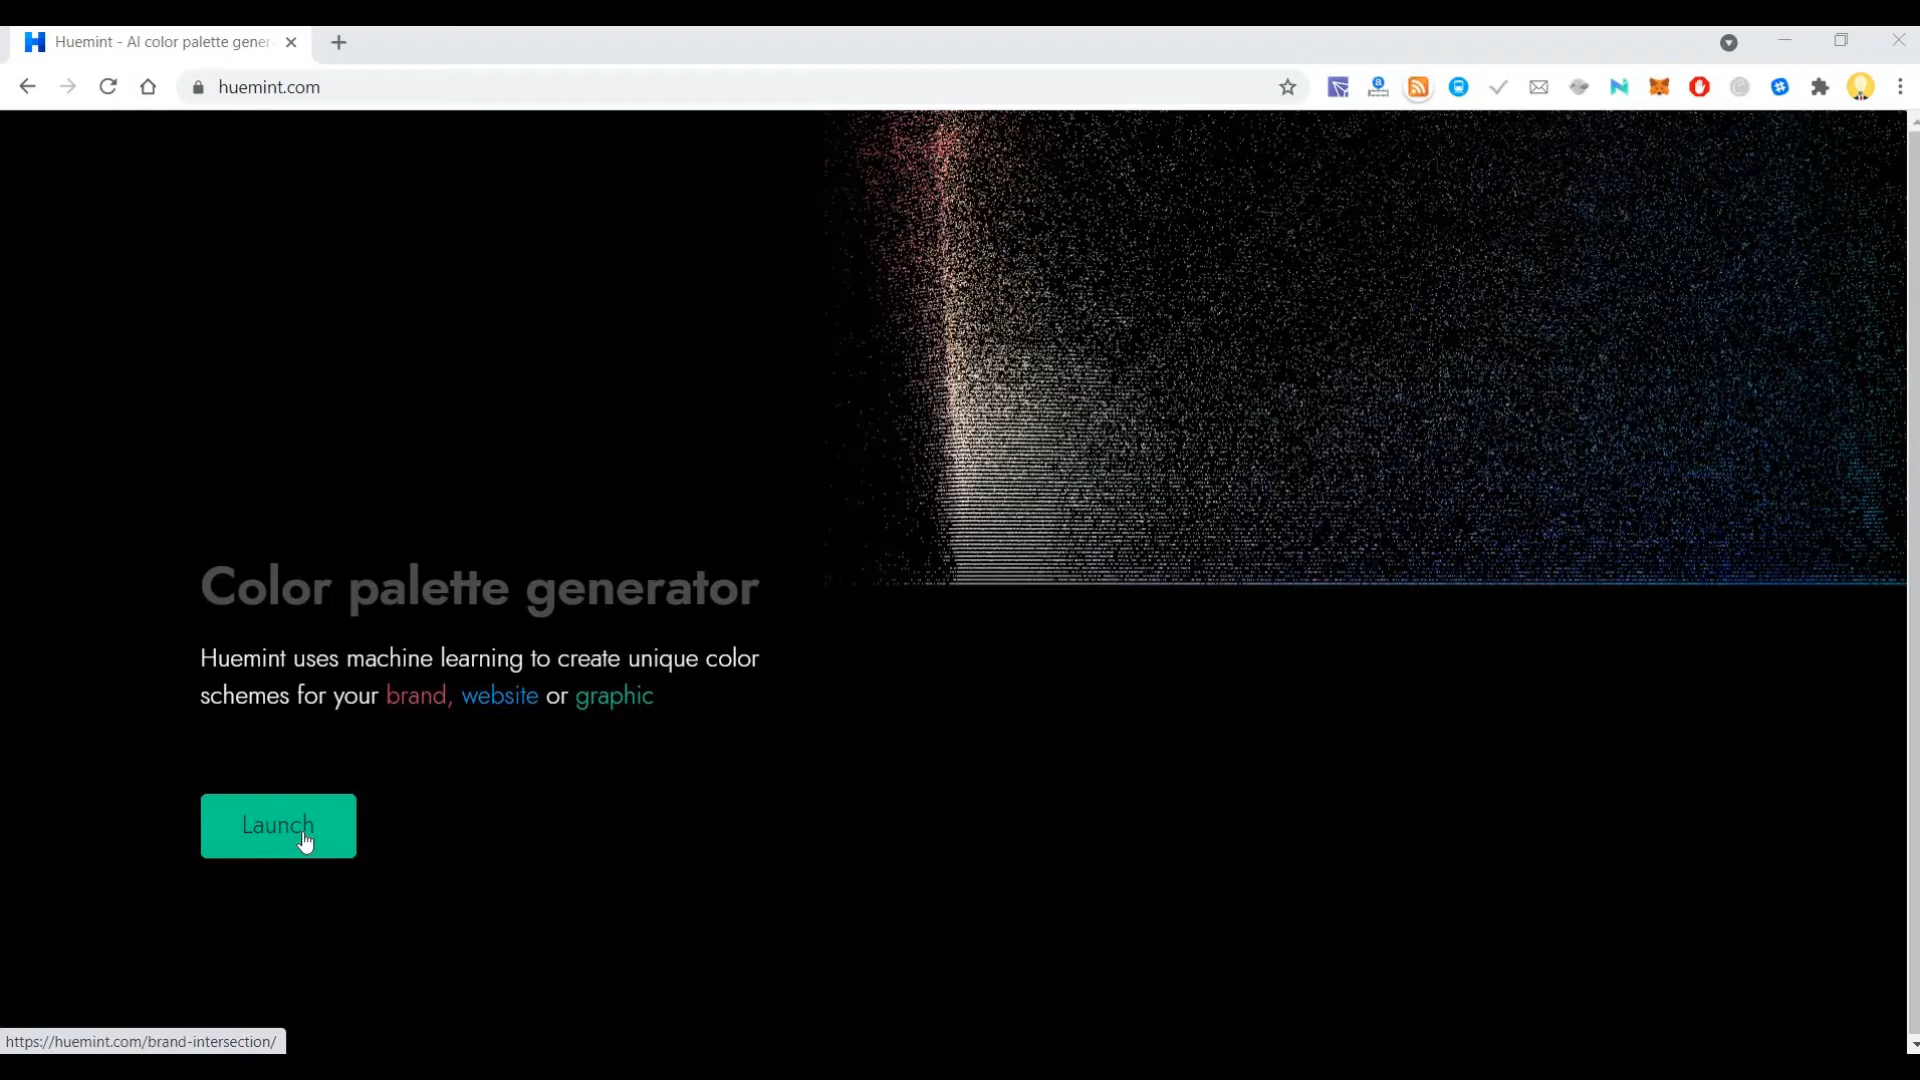 Huemint - AI color palette gener
huemint.com
Color palette generator
Huemint uses machine learning to create unique color
schemes for your brand, website or graphic
Launch
https://huemint.com/brand-intersection/